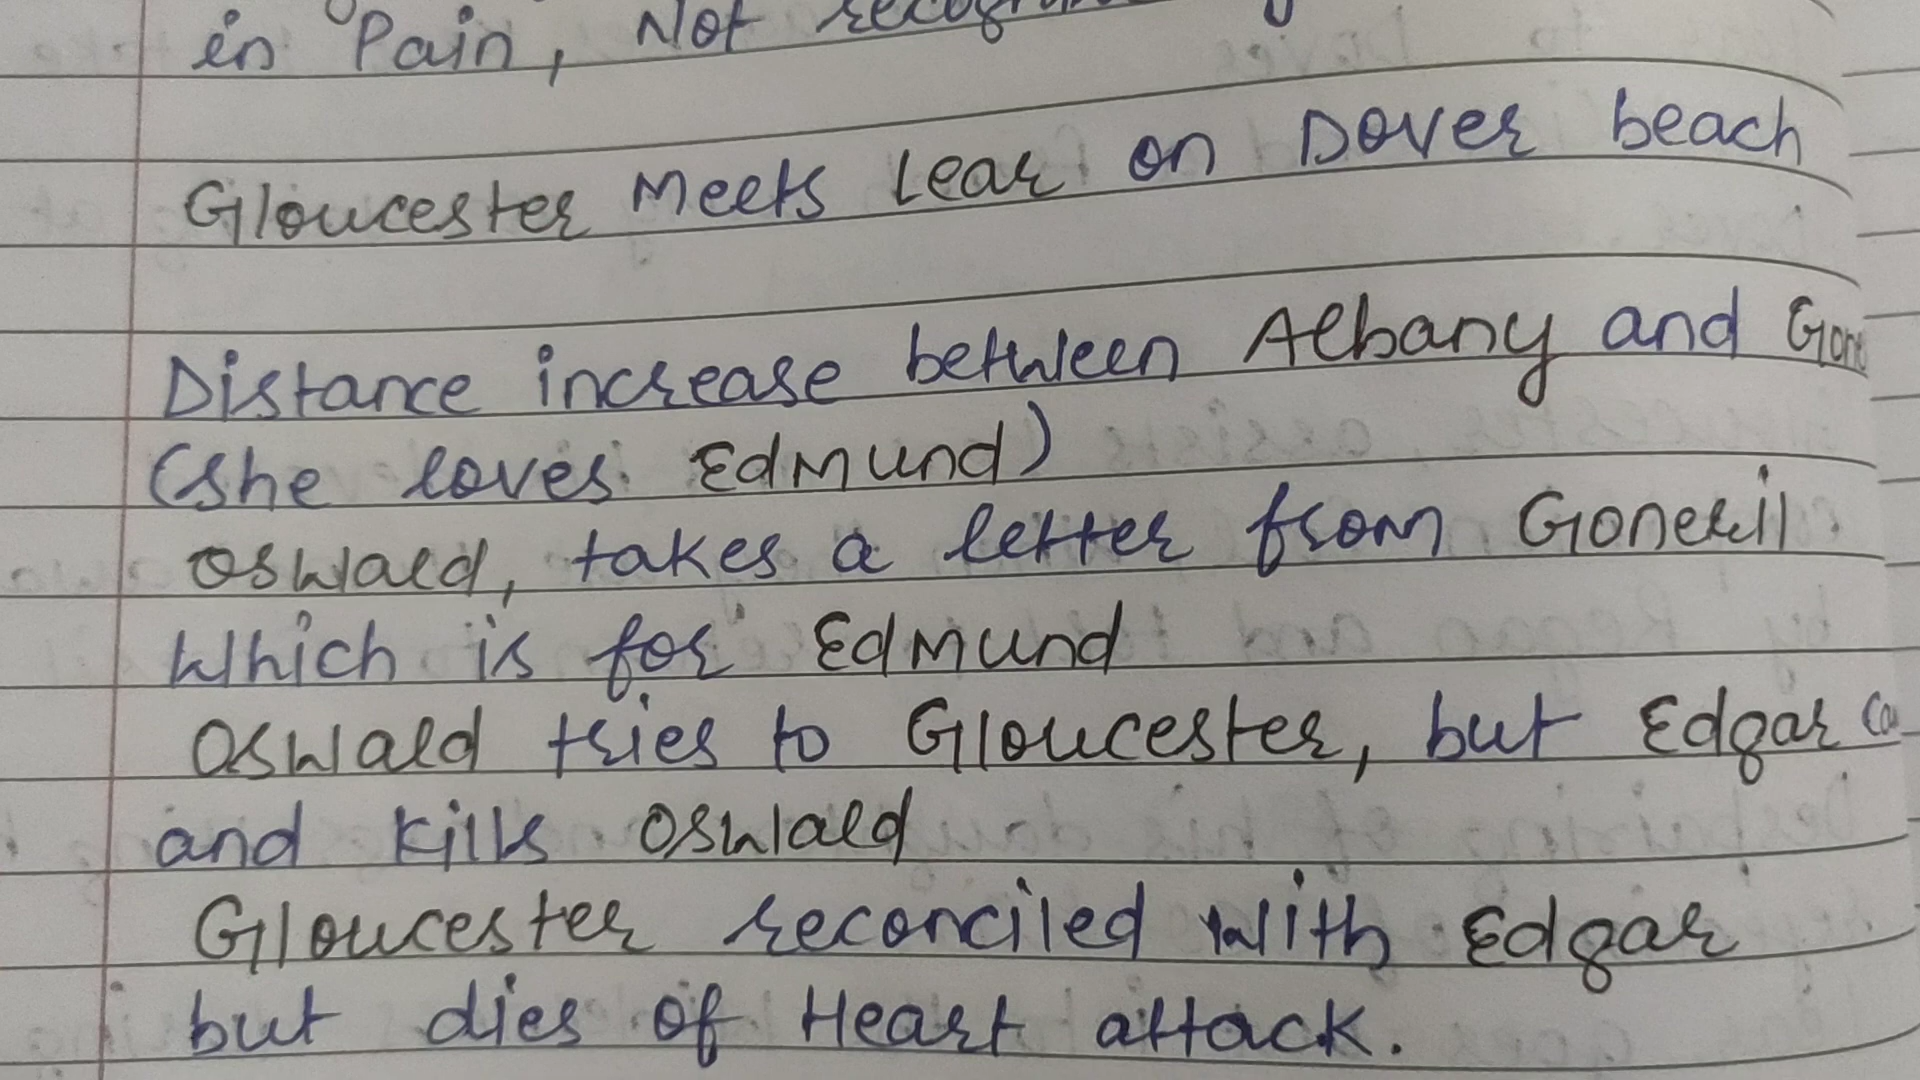 in Pain, Not
Gloucester Meets Lear on Dover beach
Distance increase between Albany and
(she loves Edmund)
Oswald, takes a letter from Goneril
Which is for Edmund
Oswald tries to Gloucester, but Edgar
and kills Oswald
Gloucester reconciled with Edgar
but dies of Heart attack.